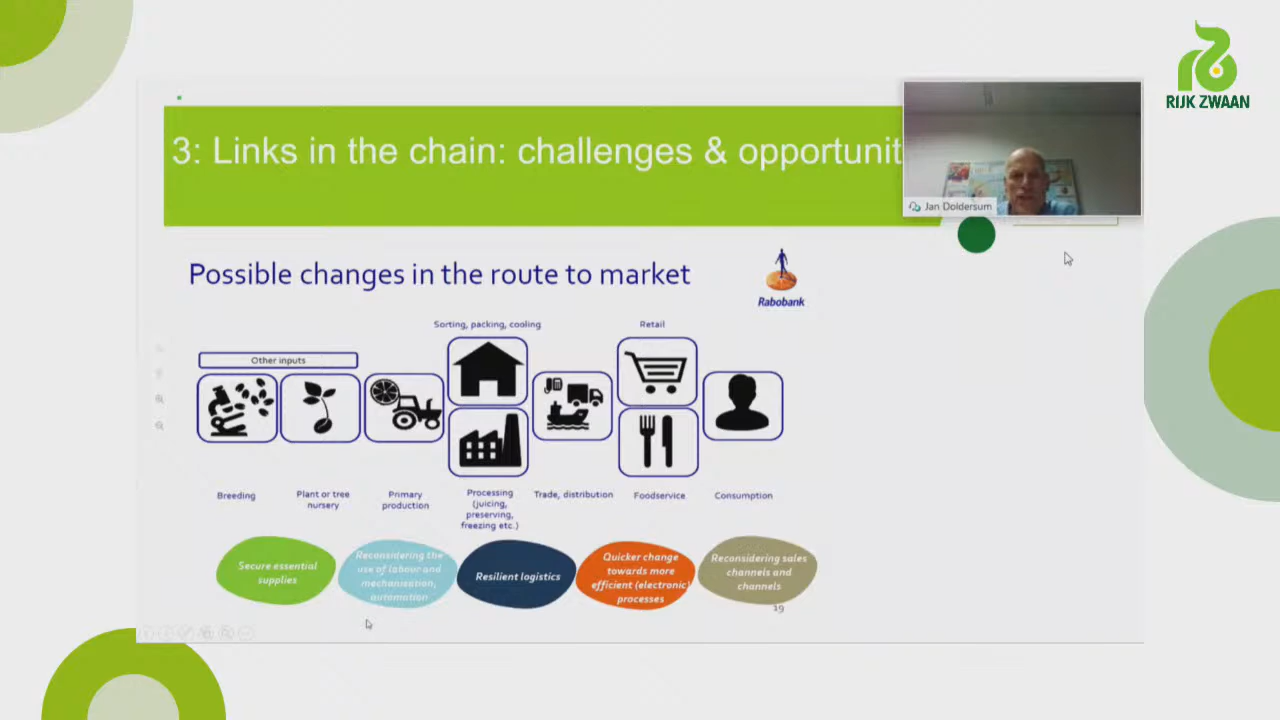 RIJK ZWAAN
3: Links in the chain: challenges & opportunit
Jan Doldersum
Possible changes in the route to market
Rabobank
Sorting, packing, cooling
Retail
Other inputs
Breeding
Plant or tree
nursery
Primary
production
Processing
(juicing,
preserving,
freezing etc.)
Trade, distribution
Foodservice
Consumption
Secure essential
supplies
Reconsidering the
use of labour and
mechanisation,
automation
Resilient logistics
Quicker change
towards more
efficient (electronic)
processes
Reconsidering sales
channels and
channels
19